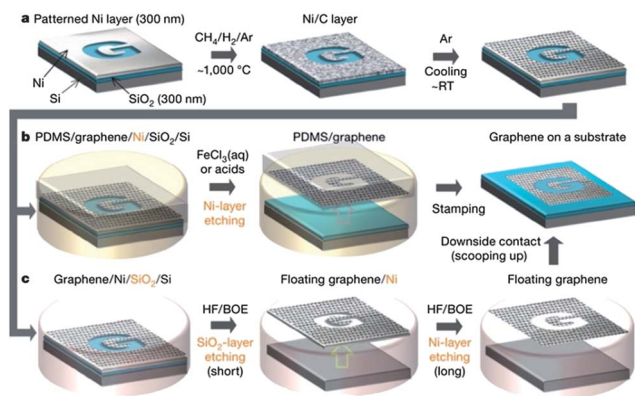 a Patterned Ni layer (300 nm)
CH4/H2/Ar
~1,000 °C
Ni/C layer
Ar
Cooling
~RT
Ni
Si
SiO2 (300 nm)
b PDMS/graphene/Ni/SiO2/Si
FeCl3(aq)
or acids
Ni-layer
etching
PDMS/graphene
Stamping
Graphene on a substrate
Downside contact
(scooping up)
c Graphene/Ni/SiO2/Si
HF/BOE
SiO2-layer
etching
(short)
Floating graphene/Ni
HF/BOE
Ni-layer
etching
(long)
Floating graphene